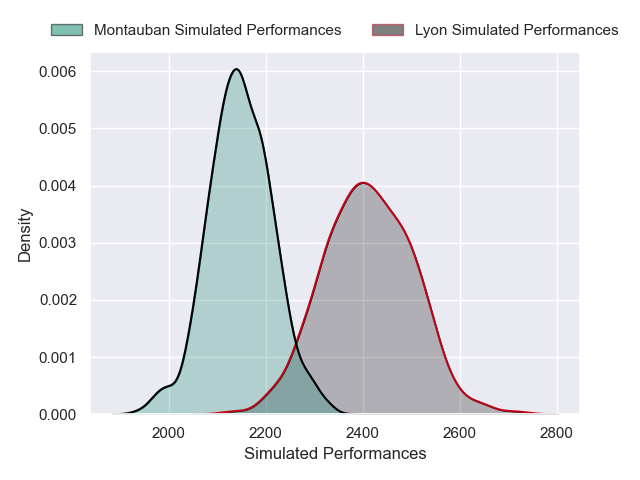 Montauban Simulated Performances Lyon Simulated Performances
0.006
0.005
0.004
0.003
0.002
0.001
0.000
Density
2000 2200 2400 2600 2800
Simulated Performances